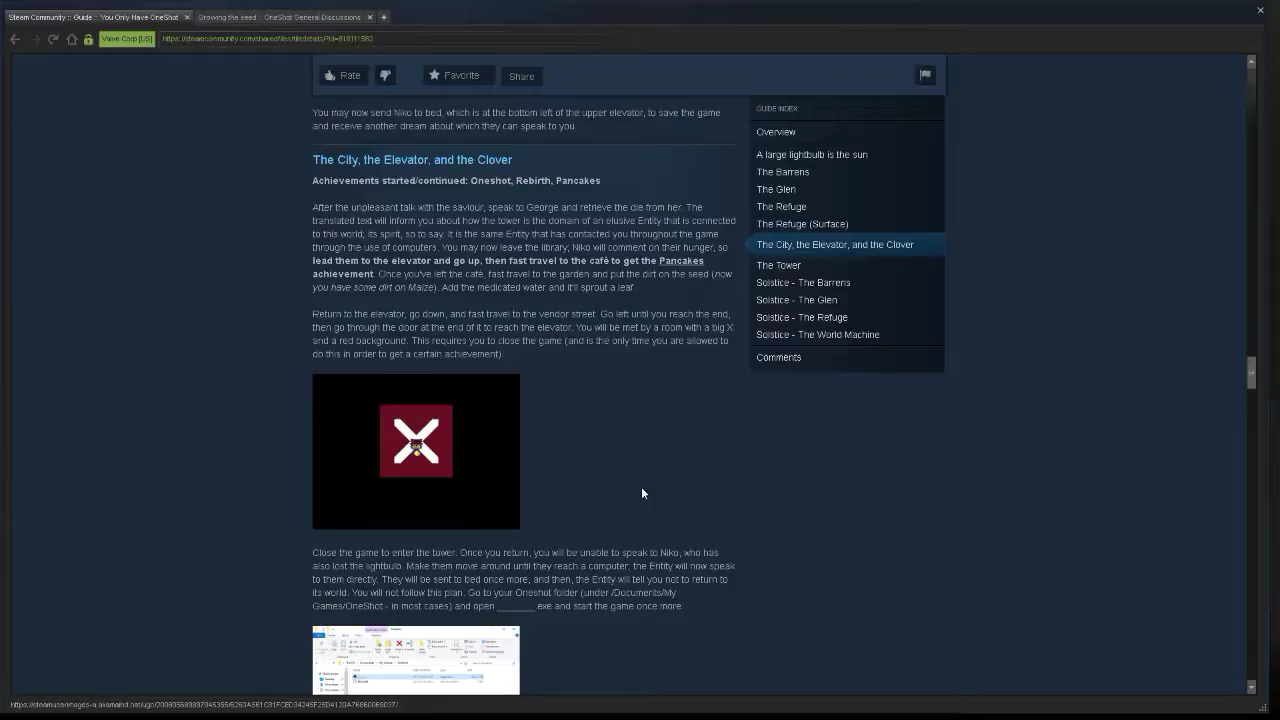 Steam Community :: Guide :: You Only Have OneShot
Growing the seed :: OneShot General Discussions
Valve Corp [US]
Rate
Favorite
Share
You may now send Niko to bed, which is at the bottom left of the upper elevator, to save the game
and receive another dream about which they can speak to you
The City, the Elevator, and the Clover
Achievements started/continued: Oneshot, Rebirth, Pancakes
After the unpleasant talk with the saviour, speak to George and retrieve the die from her. The
translated text will inform you about how the tower is the domain of an elusive Entity that is connected
to this world; its spirit, so to say. It is the same Entity that has contacted you throughout the game
through the use of computers. You may now leave the library; Niko will comment on their hunger, so
lead them to the elevator and go up, then fast travel to the café to get the Pancakes
achievement. Once you've left the café, fast travel to the garden and put the dirt on the seed (now
you have some dirt on Maize). Add the medicated water and it'll sprout a leaf.
Return to the elevator, go down, and fast travel to the vendor street. Go left until you reach the end,
then go through the door at the end of it to reach the elevator. You will be met by a room with a big X
and a red background. This requires you to close the game (and is the only time you are allowed to
do this in order to get a certain achievement).
Close the game to enter the tower. Once you return, you will be unable to speak to Niko, who has
also lost the lightbulb. Make them move around until they reach a computer; the Entity will now speak
to them directly. They will be sent to bed once more, and then, the Entity will tell you not to return to
its world. You will not follow this plan. Go to your Oneshot folder (under /Documents/My
Games/OneShot - in most cases) and open _______.exe and start the game once more.
GUIDE INDEX
Overview
A large lightbulb is the sun
The Barrens
The Glen
The Refuge
The Refuge (Surface)
The City, the Elevator, and the Clover
The Tower
Solstice - The Barrens
Solstice - The Glen
Solstice - The Refuge
Solstice - The World Machine
Comments